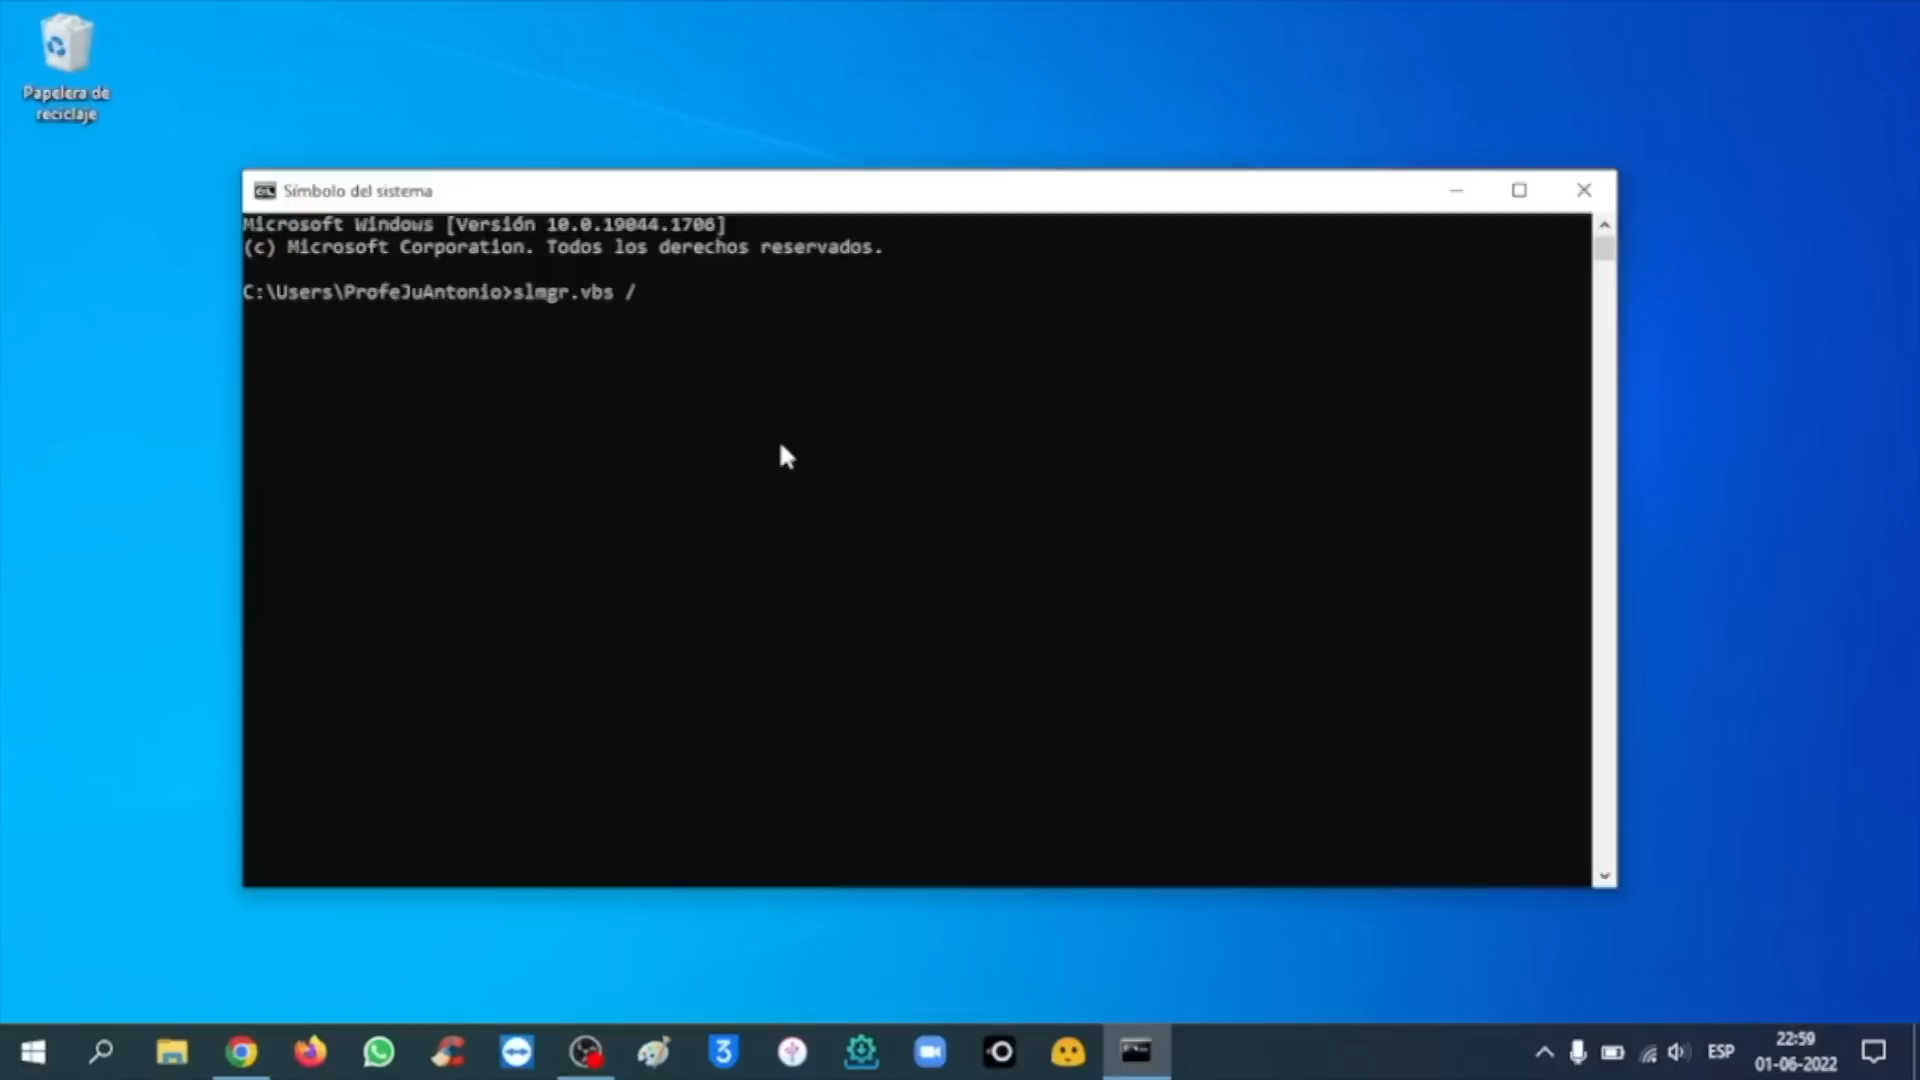 Papelera de
reciclaje
Símbolo del sistema
Microsoft Windows [Versión 10.0.19044.1706]
(c) Microsoft Corporation. Todos los derechos reservados.
C:\Users\ProfeJuAntonio>slmgr.vbs /
3
ESP
22:59
01-06-2022